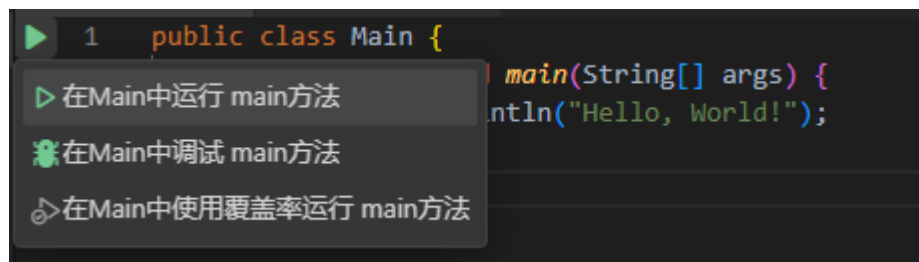 1 public class Main {
main(String[] args) {
ntln("Hello, World!");
在Main中运行 main方法
在Main中调试 main方法
在Main中使用覆盖率运行 main方法